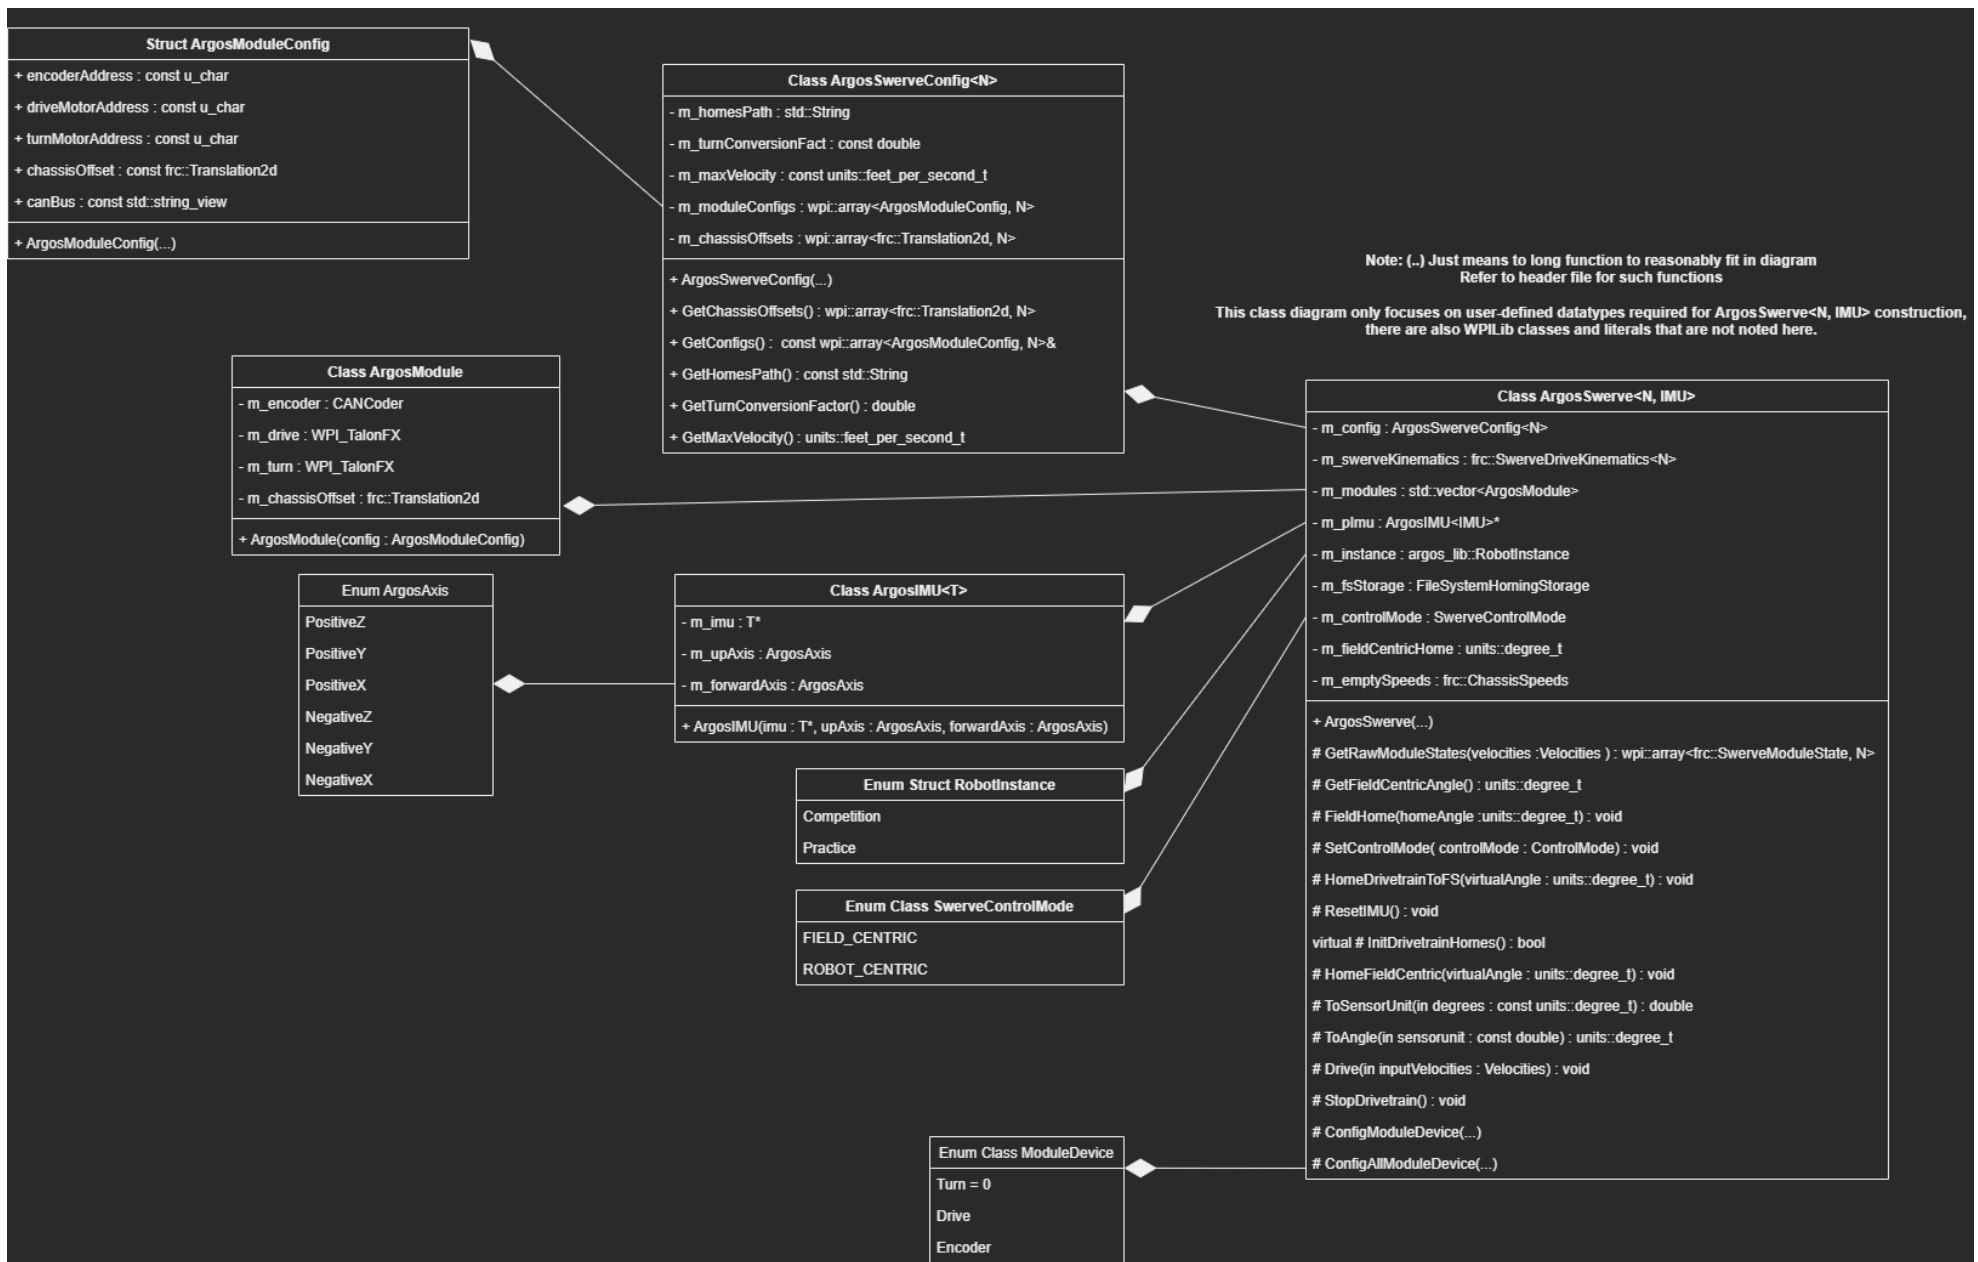 Struct ArgosModuleConfig
+ encoderAddress : const u_char
+ driveMotorAddress : const u_char
+ turnMotorAddress : const u_char
+ chassisOffset : const frc::Translation2d
+ canBus : const std::string_view
+ ArgosModuleConfig(...)
Class ArgosSwerveConfig<N>
- m_homesPath : std::String
- m_turnConversionFact : const double
- m_maxVelocity : const units::feet_per_second_t
- m_moduleConfigs : wpi::array<ArgosModuleConfig, N>
- m_chassisOffsets : wpi::array<frc::Translation2d, N>
+ ArgosSwerveConfig(...)
+ GetChassisOffsets() : wpi::array<frc::Translation2d, N>
+ GetConfigs() :  const wpi::array<ArgosModuleConfig, N>&
+ GetHomesPath() : const std::String
+ GetTurnConversionFactor() : double
+ GetMaxVelocity() : units::feet_per_second_t
Note: (..) Just means to long function to reasonably fit in diagram
Refer to header file for such functions
This class diagram only focuses on user-defined datatypes required for ArgosSwerve<N, IMU> construction,
there are also WPILib classes and literals that are not noted here.
Class ArgosModule
- m_encoder : CANCoder
- m_drive : WPI_TalonFX
- m_turn : WPI_TalonFX
- m_chassisOffset : frc::Translation2d
+ ArgosModule(config : ArgosModuleConfig)
Enum ArgosAxis
PositiveZ
PositiveY
PositiveX
NegativeZ
NegativeY
NegativeX
Class ArgosIMU<T>
- m_imu : T*
- m_upAxis : ArgosAxis
- m_forwardAxis : ArgosAxis
+ ArgosIMU(imu : T*, upAxis : ArgosAxis, forwardAxis : ArgosAxis)
Enum Struct RobotInstance
Competition
Practice
Enum Class SwerveControlMode
FIELD_CENTRIC
ROBOT_CENTRIC
Class ArgosSwerve<N, IMU>
- m_config : ArgosSwerveConfig<N>
- m_swerveKinematics : frc::SwerveDriveKinematics<N>
- m_modules : std::vector<ArgosModule>
- m_pImu : ArgosIMU<IMU>*
- m_instance : argos_lib::RobotInstance
- m_fsStorage : FileSystemHomingStorage
- m_controlMode : SwerveControlMode
- m_fieldCentricHome : units::degree_t
- m_emptySpeeds : frc::ChassisSpeeds
+ ArgosSwerve(...)
# GetRawModuleStates(velocities :Velocities ) : wpi::array<frc::SwerveModuleState, N>
# GetFieldCentricAngle() : units::degree_t
# FieldHome(homeAngle :units::degree_t) : void
# SetControlMode( controlMode : ControlMode) : void
# HomeDrivetrainToFS(virtualAngle : units::degree_t) : void
# ResetIMU() : void
virtual # InitDrivetrainHomes() : bool
# HomeFieldCentric(virtualAngle : units::degree_t) : void
# ToSensorUnit(in degrees : const units::degree_t) : double
# ToAngle(in sensorunit : const double) : units::degree_t
# Drive(in inputVelocities : Velocities) : void
# StopDrivetrain() : void
# ConfigModuleDevice(...)
# ConfigAllModuleDevice(...)
Enum Class ModuleDevice
Turn = 0
Drive
Encoder